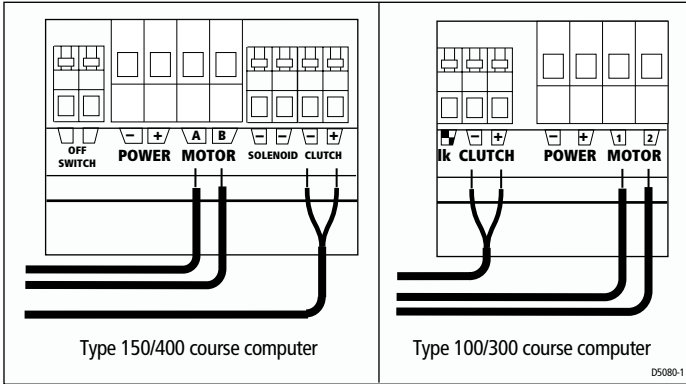 − + A B − − − +
OFF
SWITCH
POWER MOTOR SOLENOID CLUTCH
− + − + 1 2
lk CLUTCH POWER MOTOR
Type 150/400 course computer
Type 100/300 course computer
D5080-1